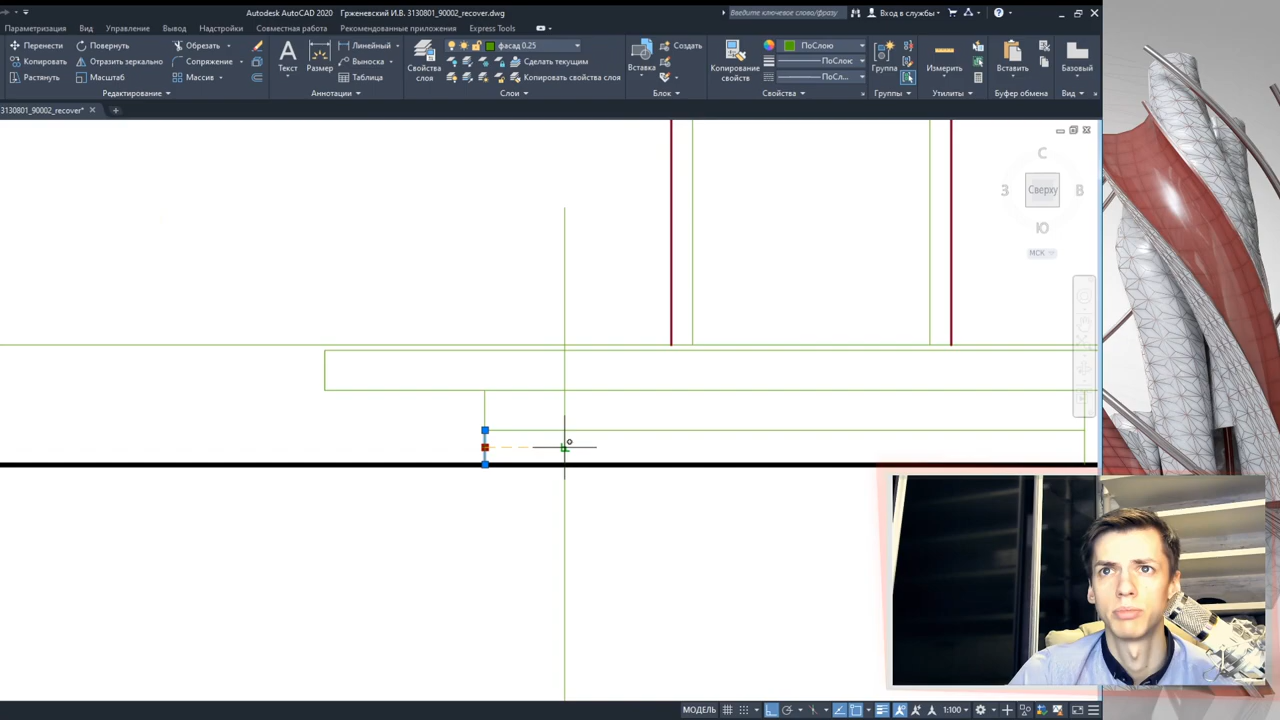 Autodesk AutoCAD 2020 Грженевский И.В. 3130801_90002_recover.dwg
Введите ключевое слово/фразу
Вход в службы
Параметризация Вид Управление Вывод Надстройки Совместная работа Рекомендованные приложения Express Tools
Перенести Повернуть Обрезать
Копировать Отразить зеркально Сопряжение
Растянуть Масштаб Массив
Редактирование
Текст Размер
Линейный
Выноска
Таблица
Аннотации
Свойства слоя
фасад 0.25
Сделать текущим
Копировать свойства слоя
Слои
Вставка
Создать
Блок
Копирование свойств
ПоСлою
ПоСлою
ПоСл...
Свойства
Группа
Группы
Измерить
Утилиты
Вставить
Буфер обмена
Базовый
Вид
3130801_90002_recover*
С
З Сверху В
Ю
МСК
МОДЕЛЬ
1:100